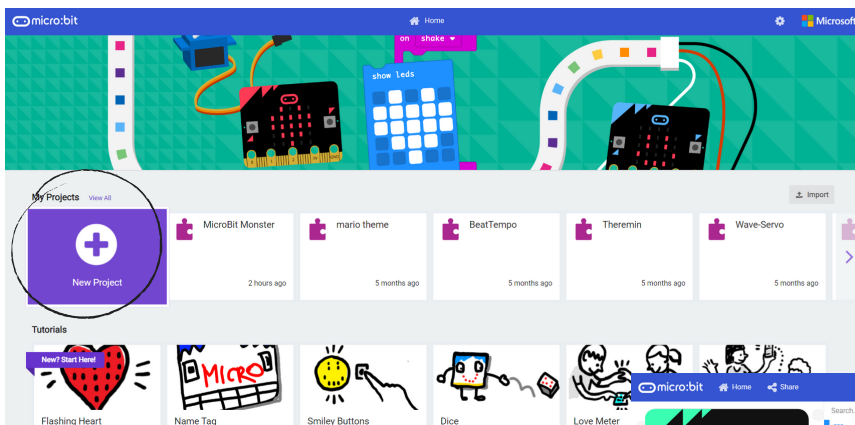 micro:bit
Home
Microsoft
on shake
show leds
My Projects View All
Import
New Project
MicroBit Monster
2 hours ago
mario theme
5 months ago
BeatTempo
5 months ago
Theremin
5 months ago
Wave-Servo
5 months ago
Tutorials
New? Start Here!
MICRO
Flashing Heart
Name Tag
Smiley Buttons
Dice
Love Meter
micro:bit Home Share
Search...